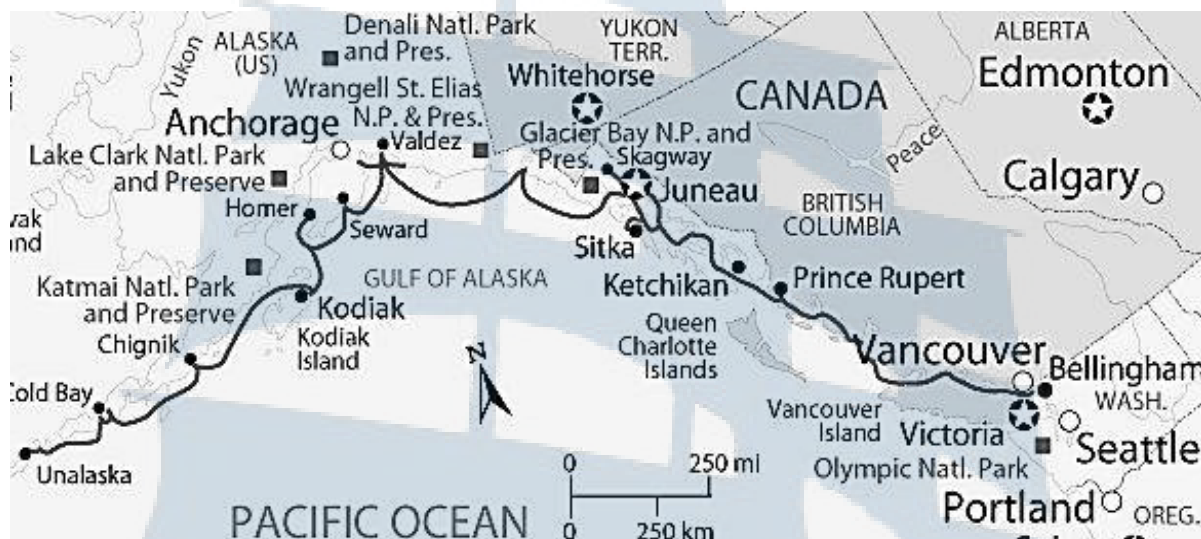 Denali Natl. Park
and Pres.
ALASKA
(US)
Yukon
YUKON
TERR.
ALBERTA
Whitehorse
CANADA
Edmonton
Wrangell St. Elias
N.P. & Pres.
Anchorage
Valdez
Glacier Bay N.P. and
Pres.
Skagway
Peace
Lake Clark Natl. Park
and Preserve
Juneau
Calgary
Homer
Seward
BRITISH
COLUMBIA
Sitka
GULF OF ALASKA
Ketchikan
Prince Rupert
Katmai Natl. Park
and Preserve
Kodiak
Kodiak
Island
Queen
Charlotte
Islands
Chignik
N
Vancouver
Bellingham
WASH.
Cold Bay
Vancouver
Island
Victoria
Seattle
Unalaska
Olympic Natl. Park
0 250 mi
0 250 km
PACIFIC OCEAN
Portland
OREG.